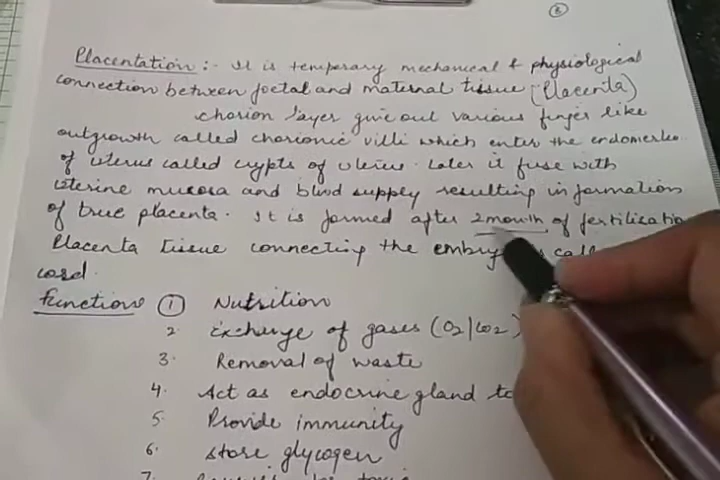 8
Placentation :- It is temperary mechanical & physiological
connection between foetal and maternal tissue (Placenta)
chorion layer give out various finger like
outgrowth called chorionic villi which enter the endometriu
of uterus called crypts of uterus. Later it fuse with
uterine mucosa and blood supply resulting in formation
of true placenta. It is formed after 2 month of fertilisatio
Placenta tissue connecting the embryo
cord.
functions ① Nutrition
2. exchange of gases (O2/CO2)
3. Removal of waste
4. Act as endocrine gland to
5. Provide immunity
6. store glycogen
7.